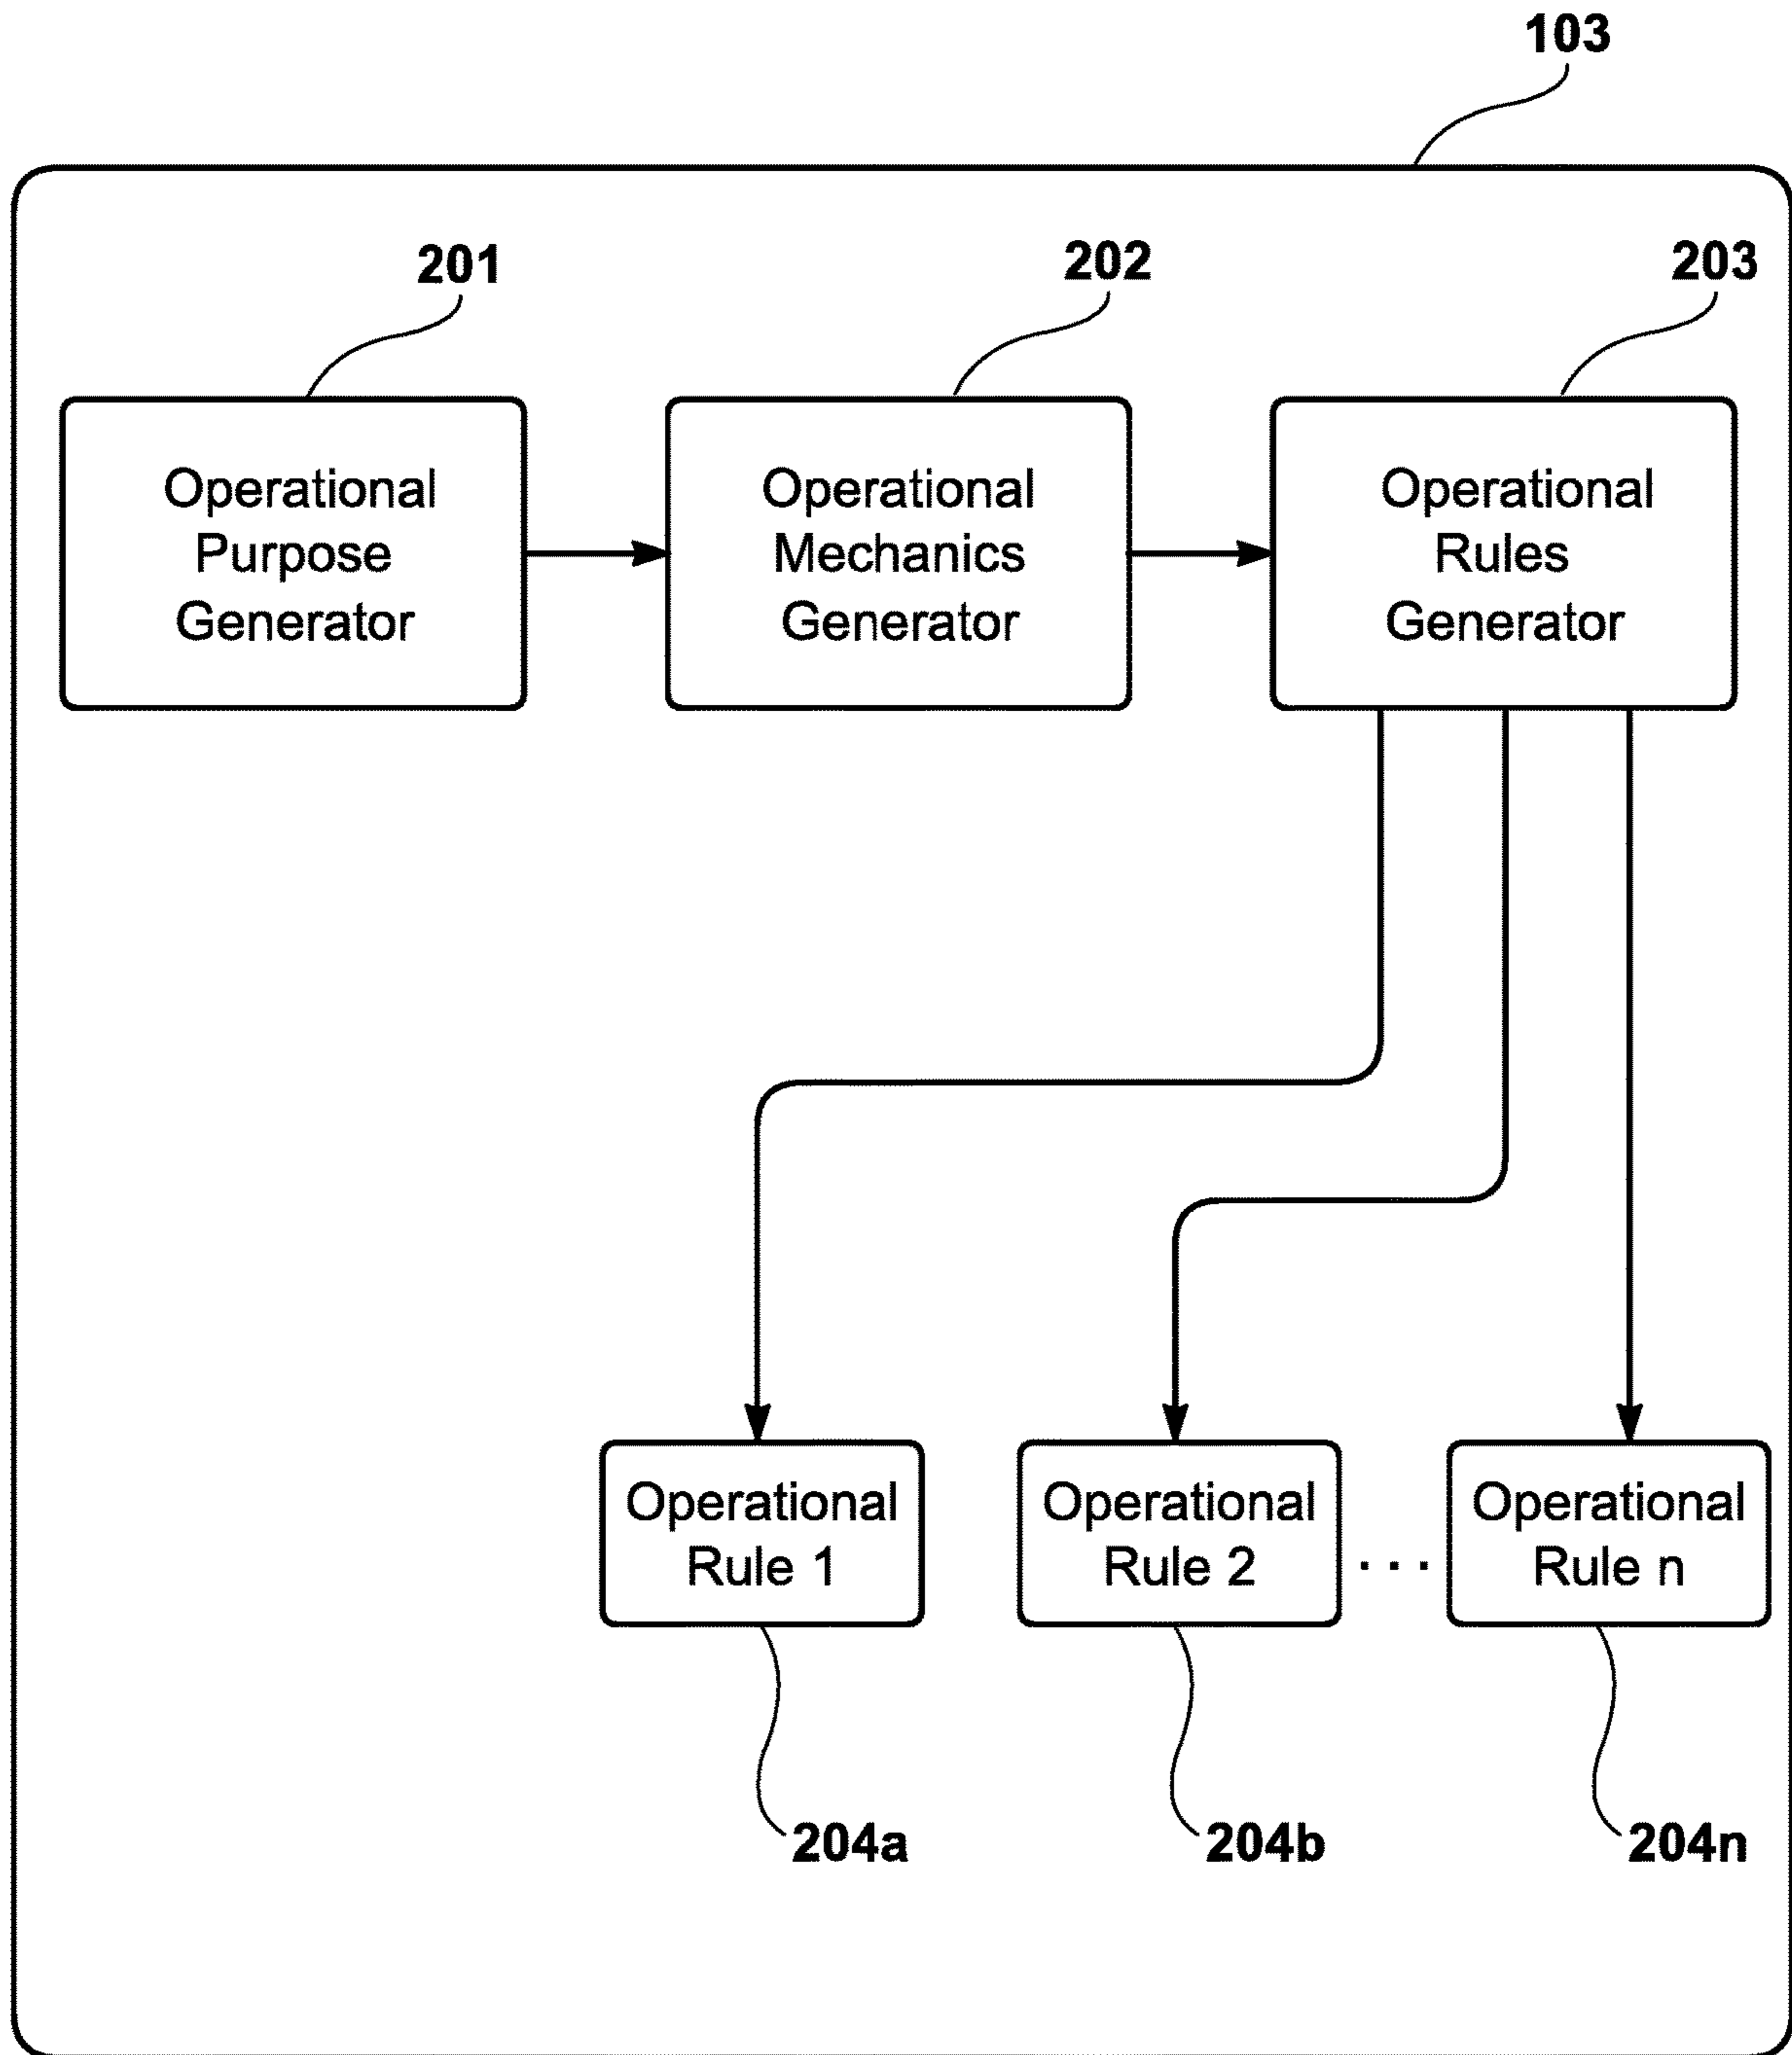 103
201
202
203
Operational
Purpose
Generator
Operational
Mechanics
Generator
Operational
Rules
Generator
Operational
Rule 1
Operational
Rule 2
...
Operational
Rule n
204a
204b
204n